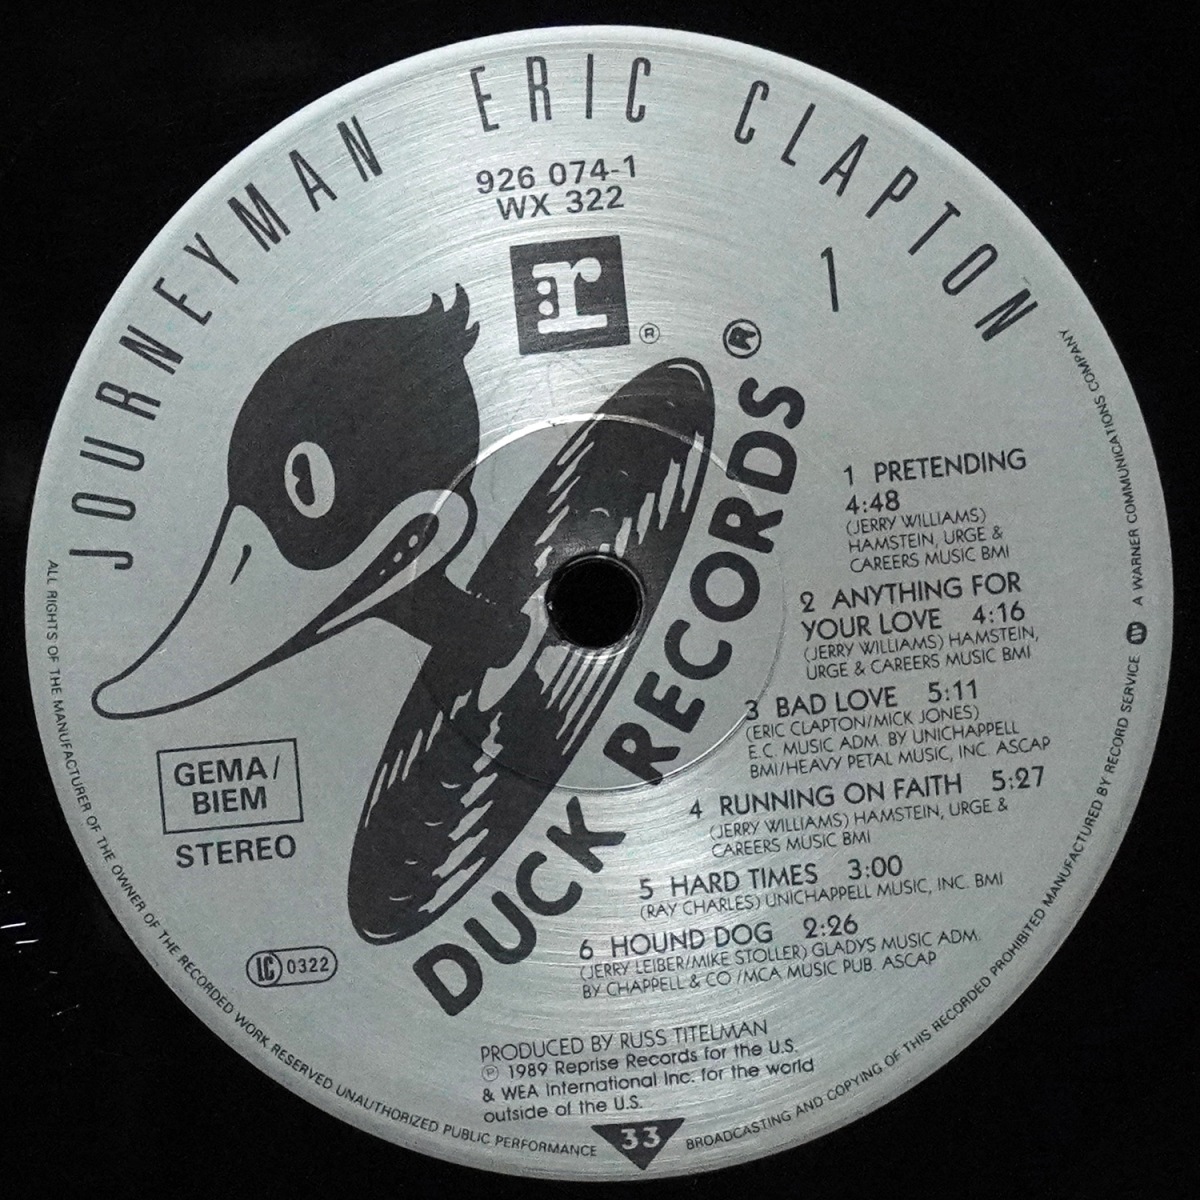 JOURNEYMAN ERIC CLAPTON
926 074-1
WX 322
r ®
1
DUCK RECORDS ®
1 PRETENDING
4:48
(JERRY WILLIAMS)
HAMSTEIN, URGE &
CAREERS MUSIC BMI
2 ANYTHING FOR
YOUR LOVE 4:16
(JERRY WILLIAMS) HAMSTEIN,
URGE & CAREERS MUSIC BMI
3 BAD LOVE 5:11
(ERIC CLAPTON/MICK JONES)
E.C. MUSIC ADM. BY UNICHAPPELL
BMI/HEAVY PETAL MUSIC, INC. ASCAP
4 RUNNING ON FAITH 5:27
(JERRY WILLIAMS) HAMSTEIN, URGE &
CAREERS MUSIC BMI
5 HARD TIMES 3:00
(RAY CHARLES) UNICHAPPELL MUSIC, INC. BMI
6 HOUND DOG 2:26
(JERRY LEIBER/MIKE STOLLER) GLADYS MUSIC ADM.
BY CHAPPELL & CO /MCA MUSIC PUB. ASCAP
GEMA/
BIEM
STEREO
LC 0322
PRODUCED BY RUSS TITELMAN
℗ 1989 Reprise Records for the U.S.
& WEA International Inc. for the world
outside of the U.S.
33
ALL RIGHTS OF THE MANUFACTURER OF THE OWNER OF THE RECORDED WORK RESERVED. UNAUTHORIZED PUBLIC PERFORMANCE BROADCASTING AND COPYING OF THIS RECORDED PROHIBITED. MANUFACTURED BY RECORD SERVICE W A WARNER COMMUNICATIONS COMPANY